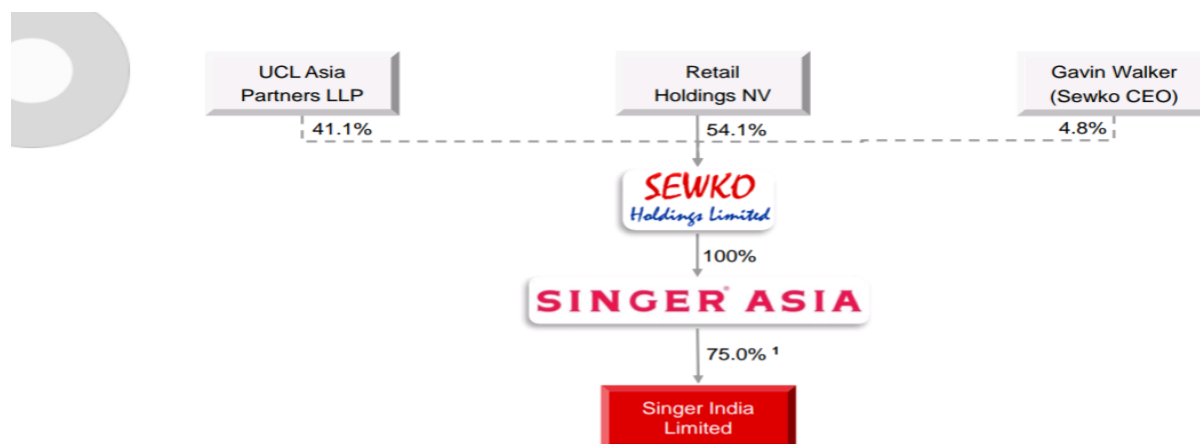 UCL Asia
Partners LLP
Retail
Holdings NV
Gavin Walker
(Sewko CEO)
41.1%
54.1%
4.8%
SEWKO
Holdings Limited
100%
SINGER® ASIA
75.0% ¹
Singer India
Limited